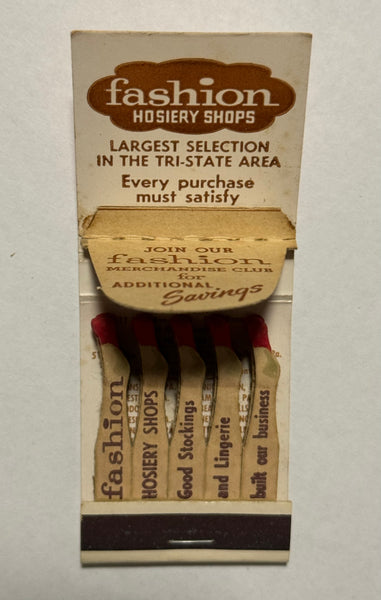 fashion
HOSIERY SHOPS
LARGEST SELECTION
IN THE TRI-STATE AREA
Every purchase
must satisfy
JOIN OUR
fashion
MERCHANDISE CLUB
for
ADDITIONAL
Savings
fashion
HOSIERY SHOPS
Good Stockings
and Lingerie
built our business